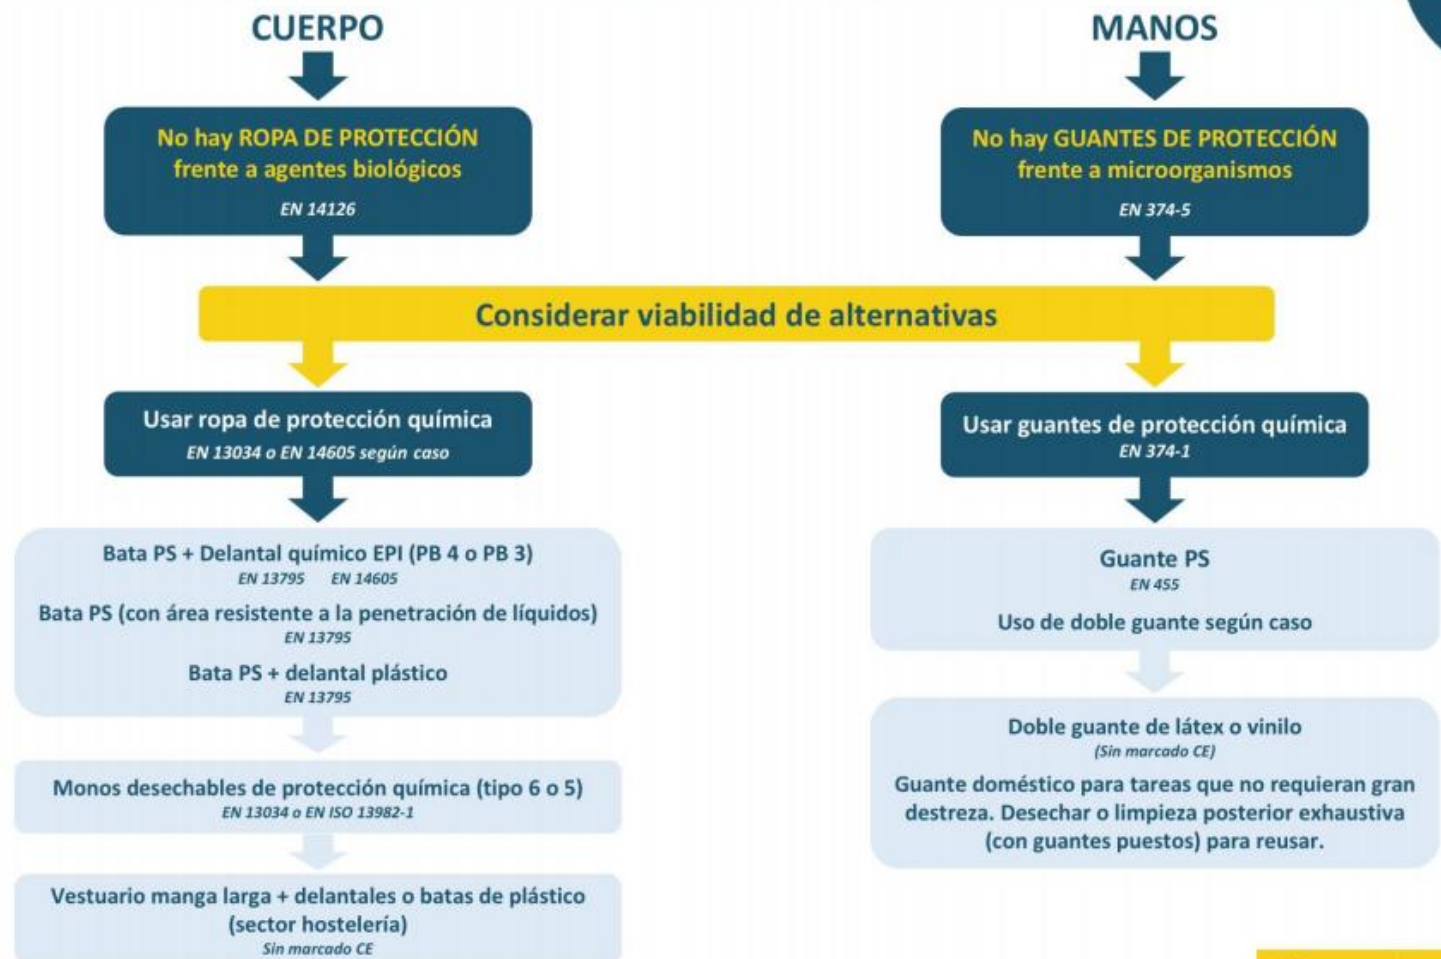 CUERPO
No hay ROPA DE PROTECCIÓN
frente a agentes biológicos
EN 14126
MANOS
No hay GUANTES DE PROTECCIÓN
frente a microorganismos
EN 374-5
Considerar viabilidad de alternativas
Usar ropa de protección química
EN 13034 o EN 14605 según caso
Bata PS + Delantal químico EPI (PB 4 o PB 3)
EN 13795 EN 14605
Bata PS (con área resistente a la penetración de líquidos)
EN 13795
Bata PS + delantal plástico
EN 13795
Monos desechables de protección química (tipo 6 o 5)
EN 13034 o EN ISO 13982-1
Vestuario manga larga + delantales o batas de plástico
(sector hostelería)
Sin marcado CE
Usar guantes de protección química
EN 374-1
Guante PS
EN 455
Uso de doble guante según caso
Doble guante de látex o vinilo
(Sin marcado CE)
Guante doméstico para tareas que no requieran gran
destreza. Desechar o limpieza posterior exhaustiva
(con guantes puestos) para reusar.